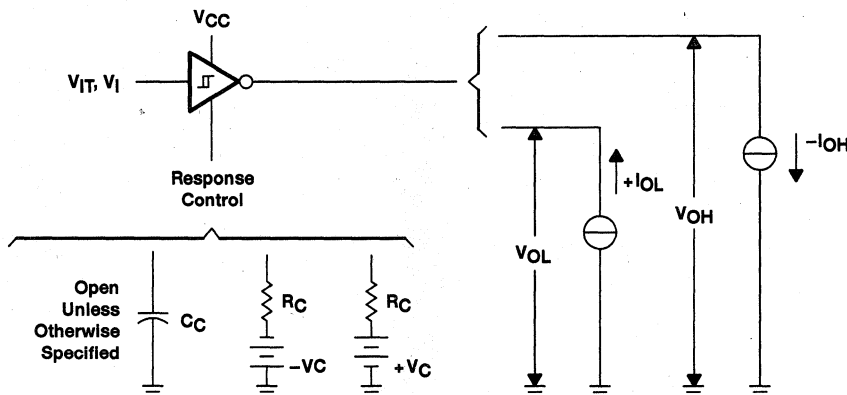 VCC
VIT, VI
Response
Control
Open
Unless
Otherwise
Specified
CC
RC
–VC
RC
+VC
VOL
+IOL
VOH
–IOH